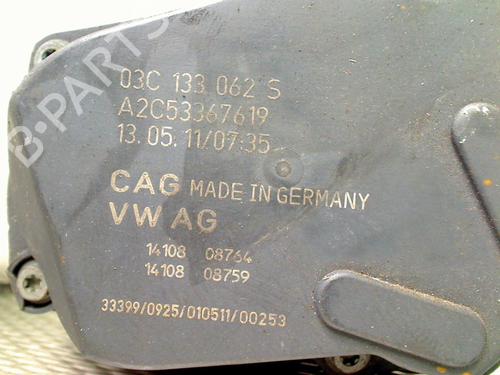 03C 133 062 S
A2C53367619
13.05.11/07:35
CAG MADE IN GERMANY
VW AG
14108 08764
14108 08759
33399/0925/010511/00253
B-PARTS